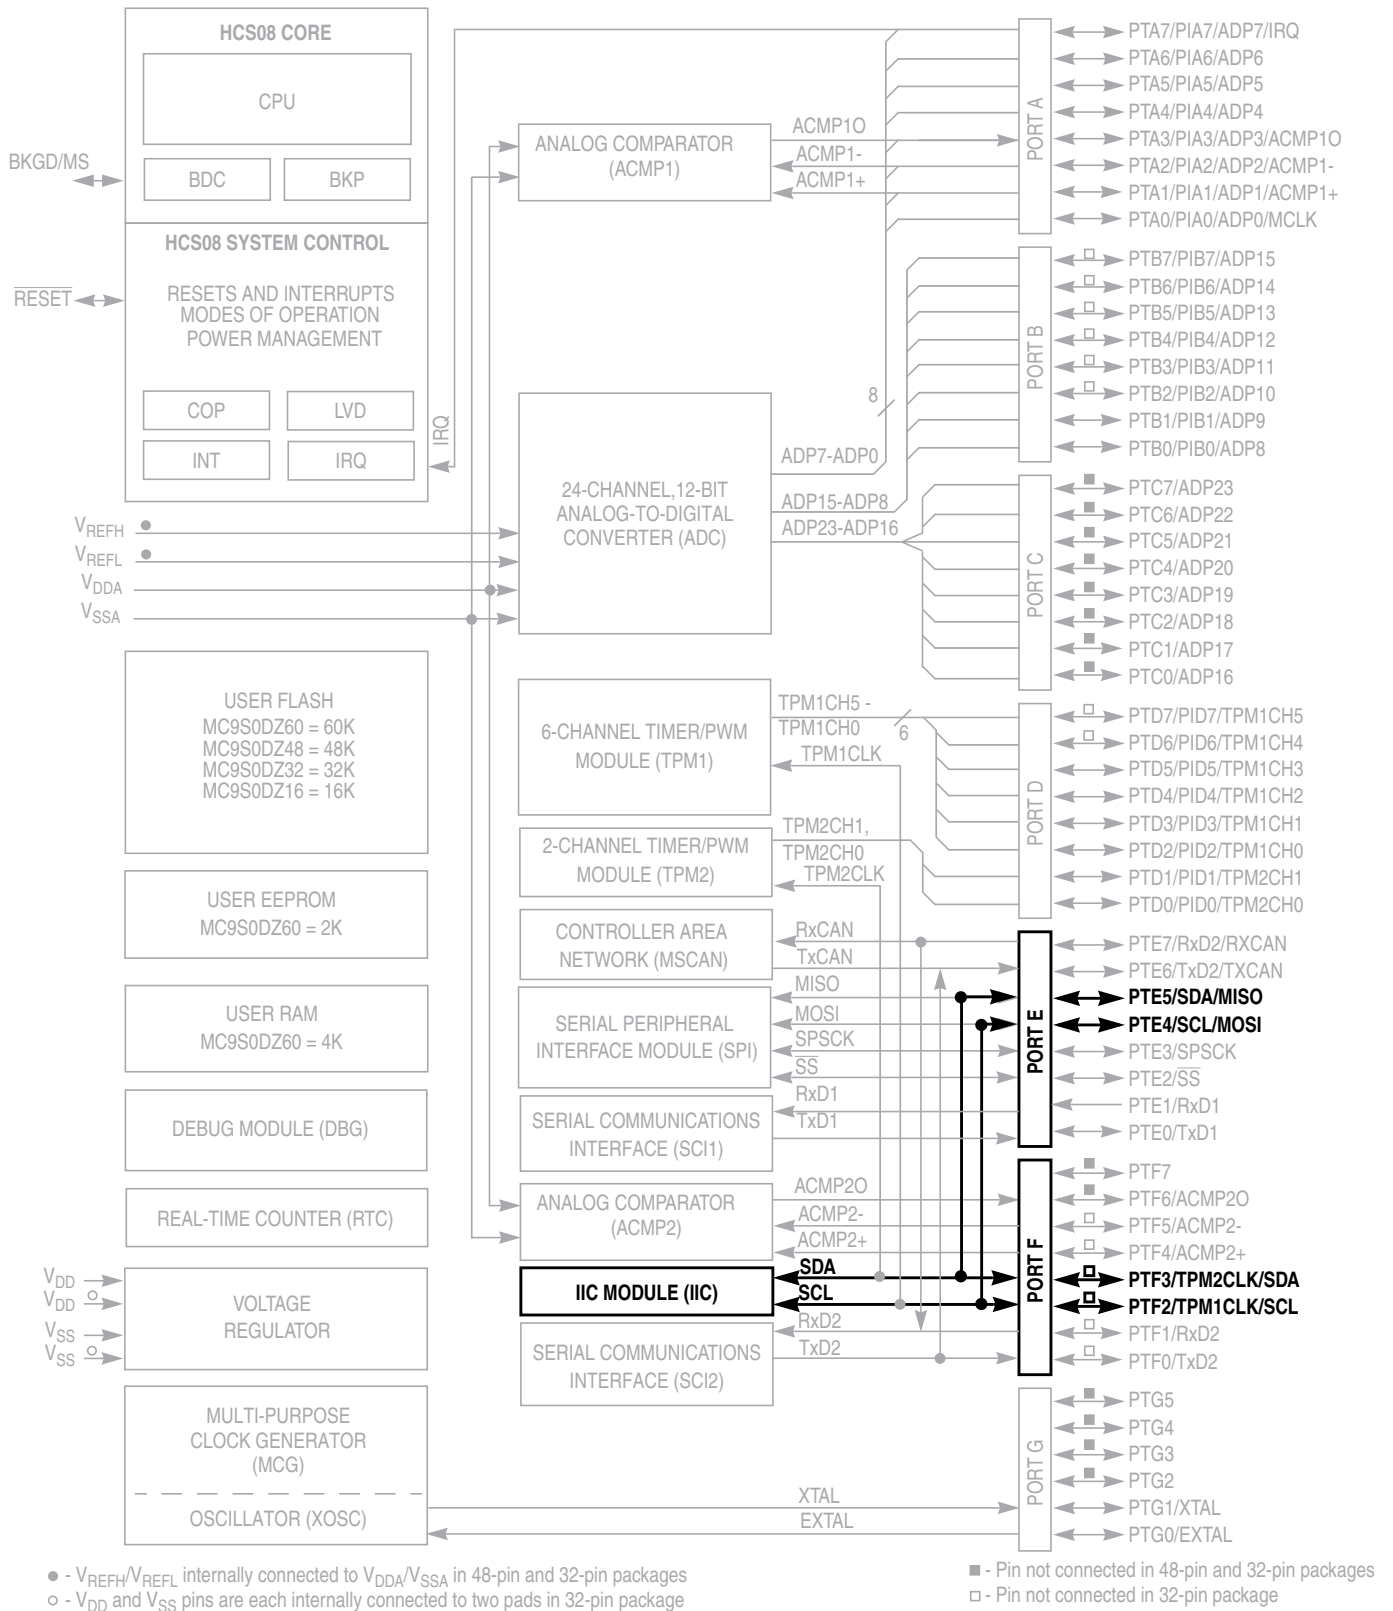 HCS08 CORE
CPU
BDC
BKP
BKGD/MS
HCS08 SYSTEM CONTROL
RESETS AND INTERRUPTS
MODES OF OPERATION
POWER MANAGEMENT
RESET
COP
LVD
INT
IRQ
IRQ
VREFH
VREFL
VDDA
VSSA
USER FLASH
MC9S0DZ60 = 60K
MC9S0DZ48 = 48K
MC9S0DZ32 = 32K
MC9S0DZ16 = 16K
USER EEPROM
MC9S0DZ60 = 2K
USER RAM
MC9S0DZ60 = 4K
DEBUG MODULE (DBG)
REAL-TIME COUNTER (RTC)
VDD
VDD
VSS
VSS
VOLTAGE
REGULATOR
MULTI-PURPOSE
CLOCK GENERATOR
(MCG)
OSCILLATOR (XOSC)
ANALOG COMPARATOR
(ACMP1)
ACMP1O
ACMP1-
ACMP1+
24-CHANNEL,12-BIT
ANALOG-TO-DIGITAL
CONVERTER (ADC)
8
ADP7-ADP0
ADP15-ADP8
ADP23-ADP16
6-CHANNEL TIMER/PWM
MODULE (TPM1)
TPM1CH5 -
TPM1CH0
6
TPM1CLK
2-CHANNEL TIMER/PWM
MODULE (TPM2)
TPM2CH1,
TPM2CH0
TPM2CLK
CONTROLLER AREA
NETWORK (MSCAN)
RxCAN
TxCAN
SERIAL PERIPHERAL
INTERFACE MODULE (SPI)
MISO
MOSI
SPSCK
SS
SERIAL COMMUNICATIONS
INTERFACE (SCI1)
RxD1
TxD1
ANALOG COMPARATOR
(ACMP2)
ACMP2O
ACMP2-
ACMP2+
IIC MODULE (IIC)
SDA
SCL
SERIAL COMMUNICATIONS
INTERFACE (SCI2)
RxD2
TxD2
XTAL
EXTAL
PORT A
PTA7/PIA7/ADP7/IRQ
PTA6/PIA6/ADP6
PTA5/PIA5/ADP5
PTA4/PIA4/ADP4
PTA3/PIA3/ADP3/ACMP1O
PTA2/PIA2/ADP2/ACMP1-
PTA1/PIA1/ADP1/ACMP1+
PTA0/PIA0/ADP0/MCLK
PORT B
PTB7/PIB7/ADP15
PTB6/PIB6/ADP14
PTB5/PIB5/ADP13
PTB4/PIB4/ADP12
PTB3/PIB3/ADP11
PTB2/PIB2/ADP10
PTB1/PIB1/ADP9
PTB0/PIB0/ADP8
PORT C
PTC7/ADP23
PTC6/ADP22
PTC5/ADP21
PTC4/ADP20
PTC3/ADP19
PTC2/ADP18
PTC1/ADP17
PTC0/ADP16
PORT D
PTD7/PID7/TPM1CH5
PTD6/PID6/TPM1CH4
PTD5/PID5/TPM1CH3
PTD4/PID4/TPM1CH2
PTD3/PID3/TPM1CH1
PTD2/PID2/TPM1CH0
PTD1/PID1/TPM2CH1
PTD0/PID0/TPM2CH0
PORT E
PTE7/RxD2/RXCAN
PTE6/TxD2/TXCAN
PTE5/SDA/MISO
PTE4/SCL/MOSI
PTE3/SPSCK
PTE2/SS
PTE1/RxD1
PTE0/TxD1
PORT F
PTF7
PTF6/ACMP2O
PTF5/ACMP2-
PTF4/ACMP2+
PTF3/TPM2CLK/SDA
PTF2/TPM1CLK/SCL
PTF1/RxD2
PTF0/TxD2
PORT G
PTG5
PTG4
PTG3
PTG2
PTG1/XTAL
PTG0/EXTAL
● - VREFH/VREFL internally connected to VDDA/VSSA in 48-pin and 32-pin packages
○ - VDD and VSS pins are each internally connected to two pads in 32-pin package
■ - Pin not connected in 48-pin and 32-pin packages
□ - Pin not connected in 32-pin package